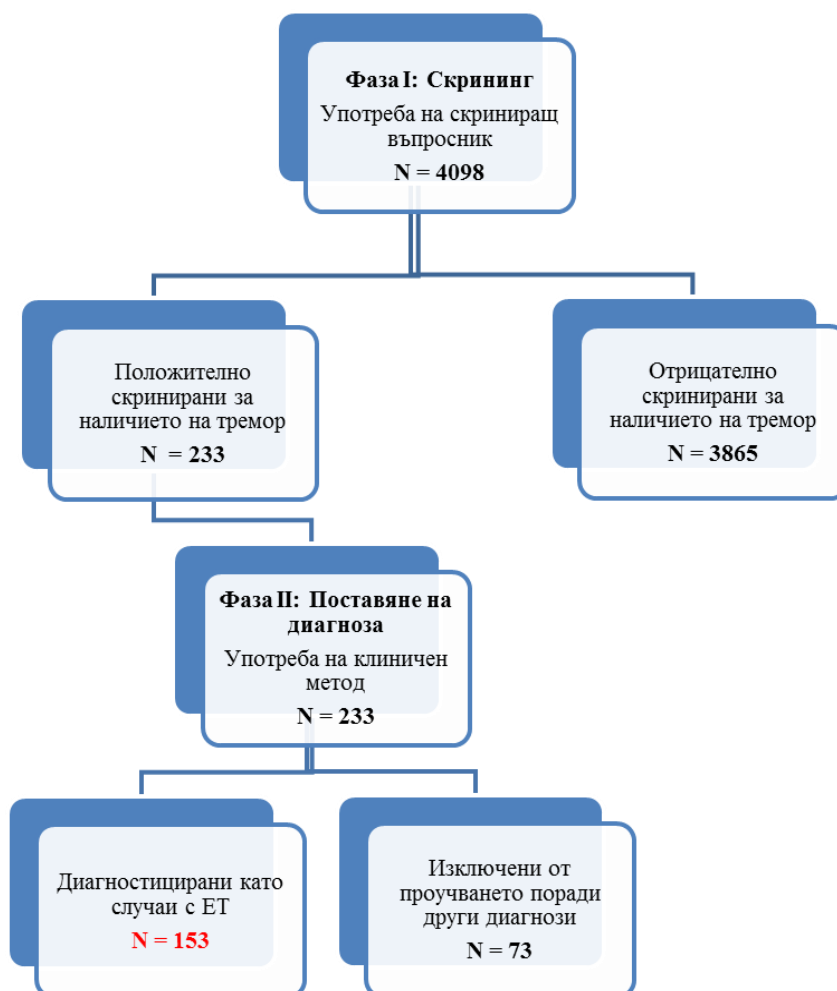 Фаза I: Скрининг
Употреба на скриниращ
въпросник
N = 4098
Положително
скринирани за
наличието на тремор
N = 233
Отрицателно
скринирани за
наличието на тремор
N = 3865
Фаза II: Поставяне на
диагноза
Употреба на клиничен
метод
N = 233
Диагностицирани като
случаи с ЕТ
N = 153
Изключени от
проучването поради
други диагнози
N = 73